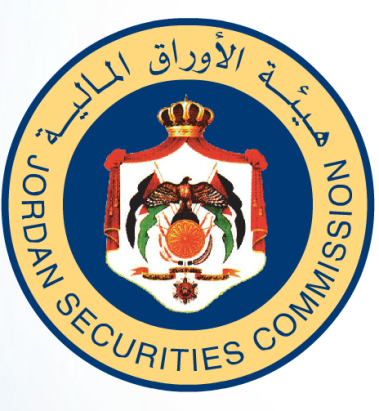 هيئة الأوراق المالية
JORDAN SECURITIES COMMISSION